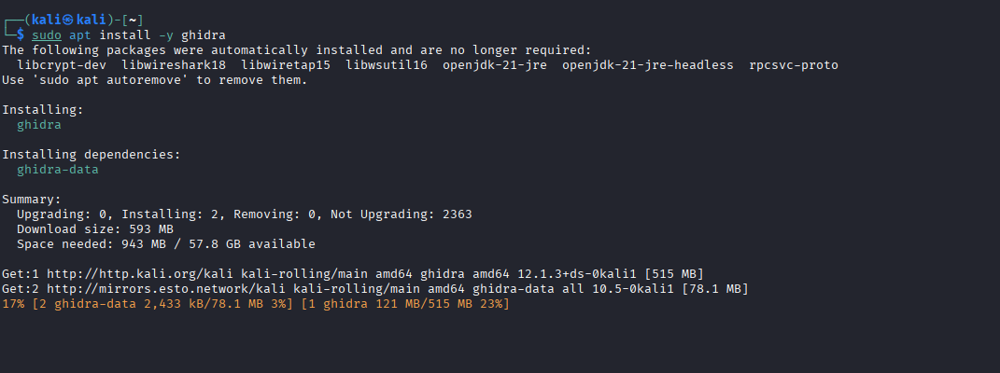 ┌──(kali㉿kali)-[~]
└─$ sudo apt install -y ghidra
The following packages were automatically installed and are no longer required:
  libcrypt-dev  libwireshark18  libwiretap15  libwsutil16  openjdk-21-jre  openjdk-21-jre-headless  rpcsvc-proto
Use 'sudo apt autoremove' to remove them.

Installing:
  ghidra

Installing dependencies:
  ghidra-data

Summary:
  Upgrading: 0, Installing: 2, Removing: 0, Not Upgrading: 2363
  Download size: 593 MB
  Space needed: 943 MB / 57.8 GB available

Get:1 http://http.kali.org/kali kali-rolling/main amd64 ghidra amd64 12.1.3+ds-0kali1 [515 MB]
Get:2 http://mirrors.esto.network/kali kali-rolling/main amd64 ghidra-data all 10.5-0kali1 [78.1 MB]
17% [2 ghidra-data 2,433 kB/78.1 MB 3%] [1 ghidra 121 MB/515 MB 23%]